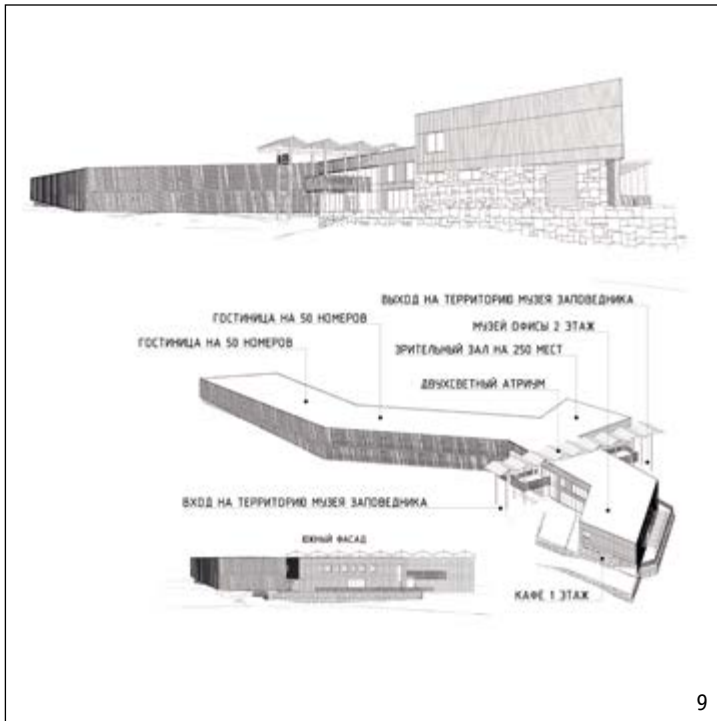 ВЫХОД НА ТЕРРИТОРИЮ МУЗЕЯ ЗАПОВЕДНИКА
ГОСТИНИЦА НА 50 НОМЕРОВ
МУЗЕЙ ОФИСЫ 2 ЭТАЖ
ГОСТИНИЦА НА 50 НОМЕРОВ
ЗРИТЕЛЬНЫЙ ЗАЛ НА 250 МЕСТ
ДВУХСВЕТНЫЙ АТРИУМ
ВХОД НА ТЕРРИТОРИЮ МУЗЕЯ ЗАПОВЕДНИКА
ЮЖНЫЙ ФАСАД
КАФЕ 1 ЭТАЖ
9